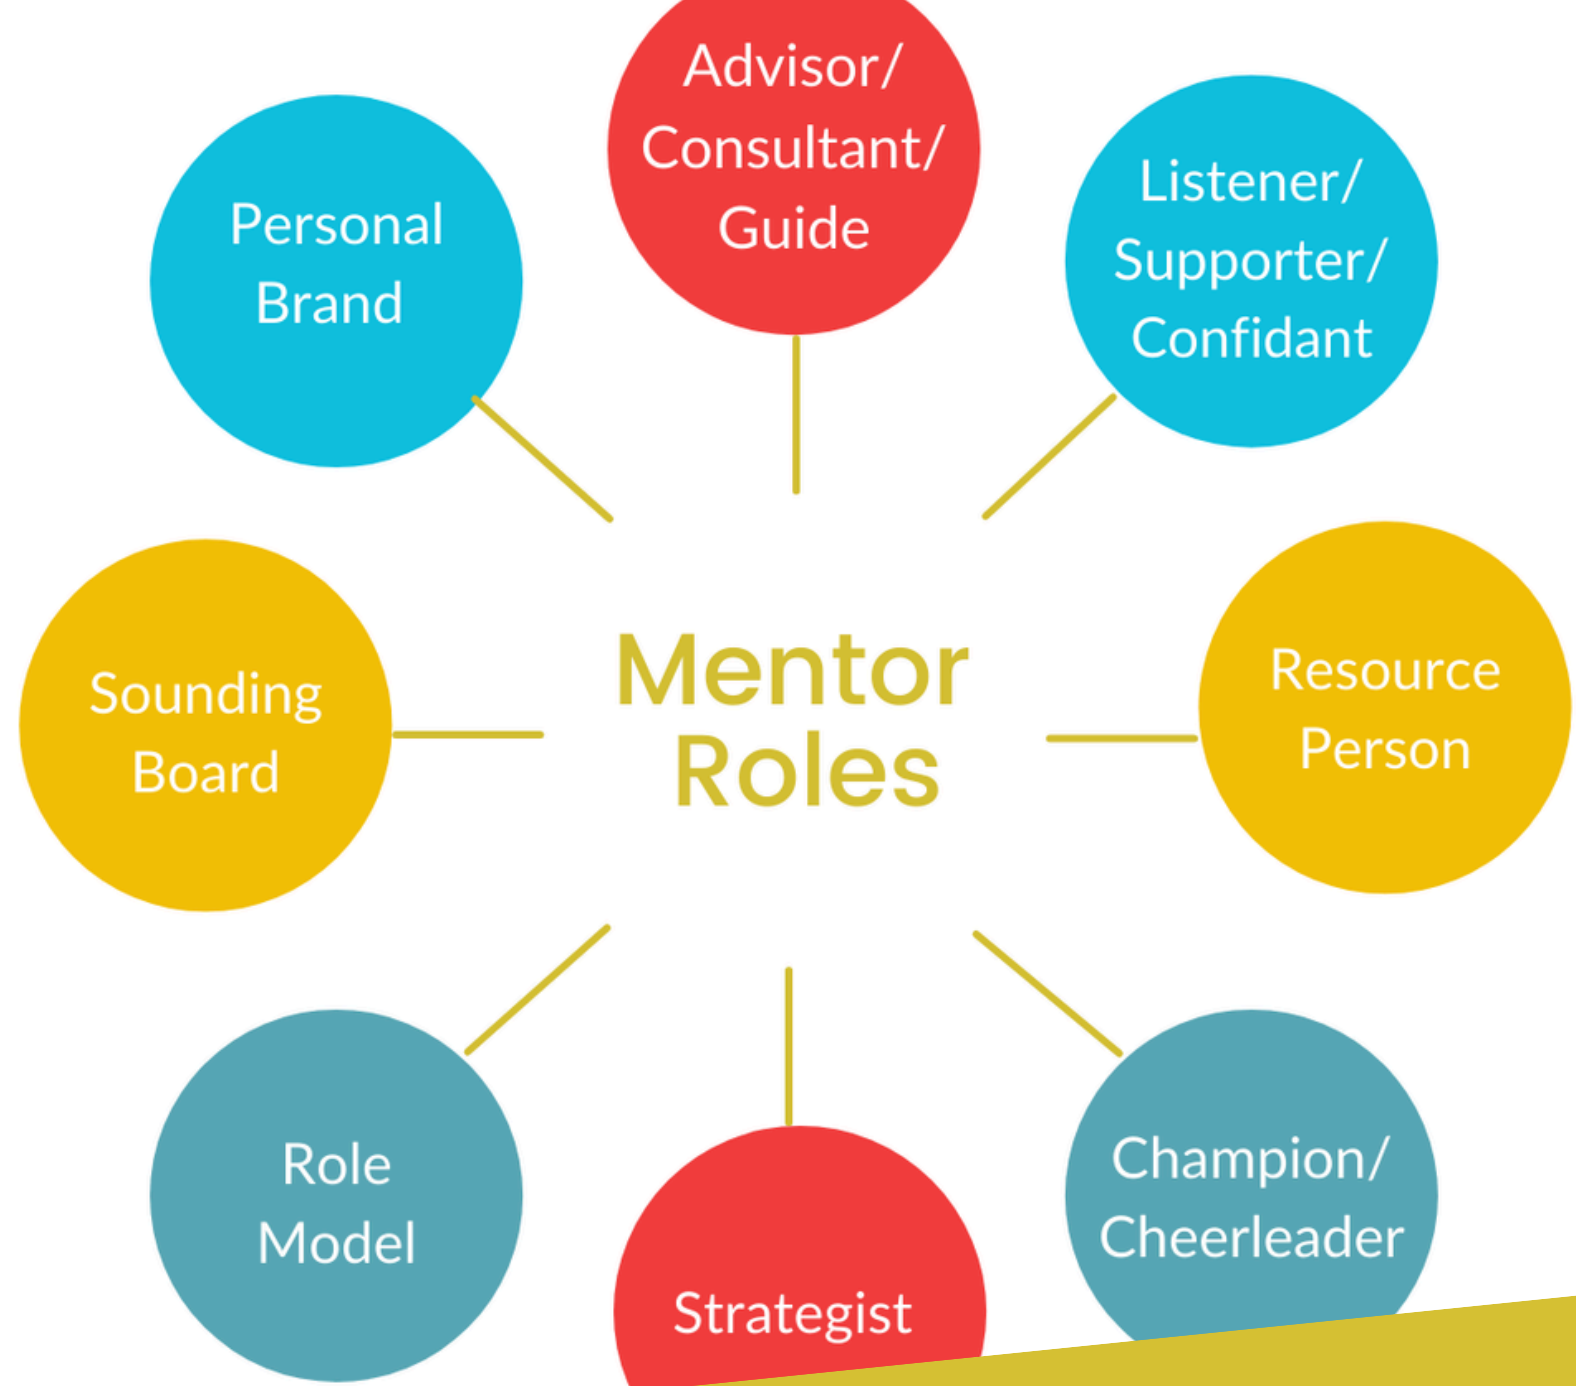 Advisor/
Consultant/
Guide
Listener/
Supporter/
Confidant
Personal
Brand
Mentor
Roles
Resource
Person
Sounding
Board
Champion/
Cheerleader
Role
Model
Strategist